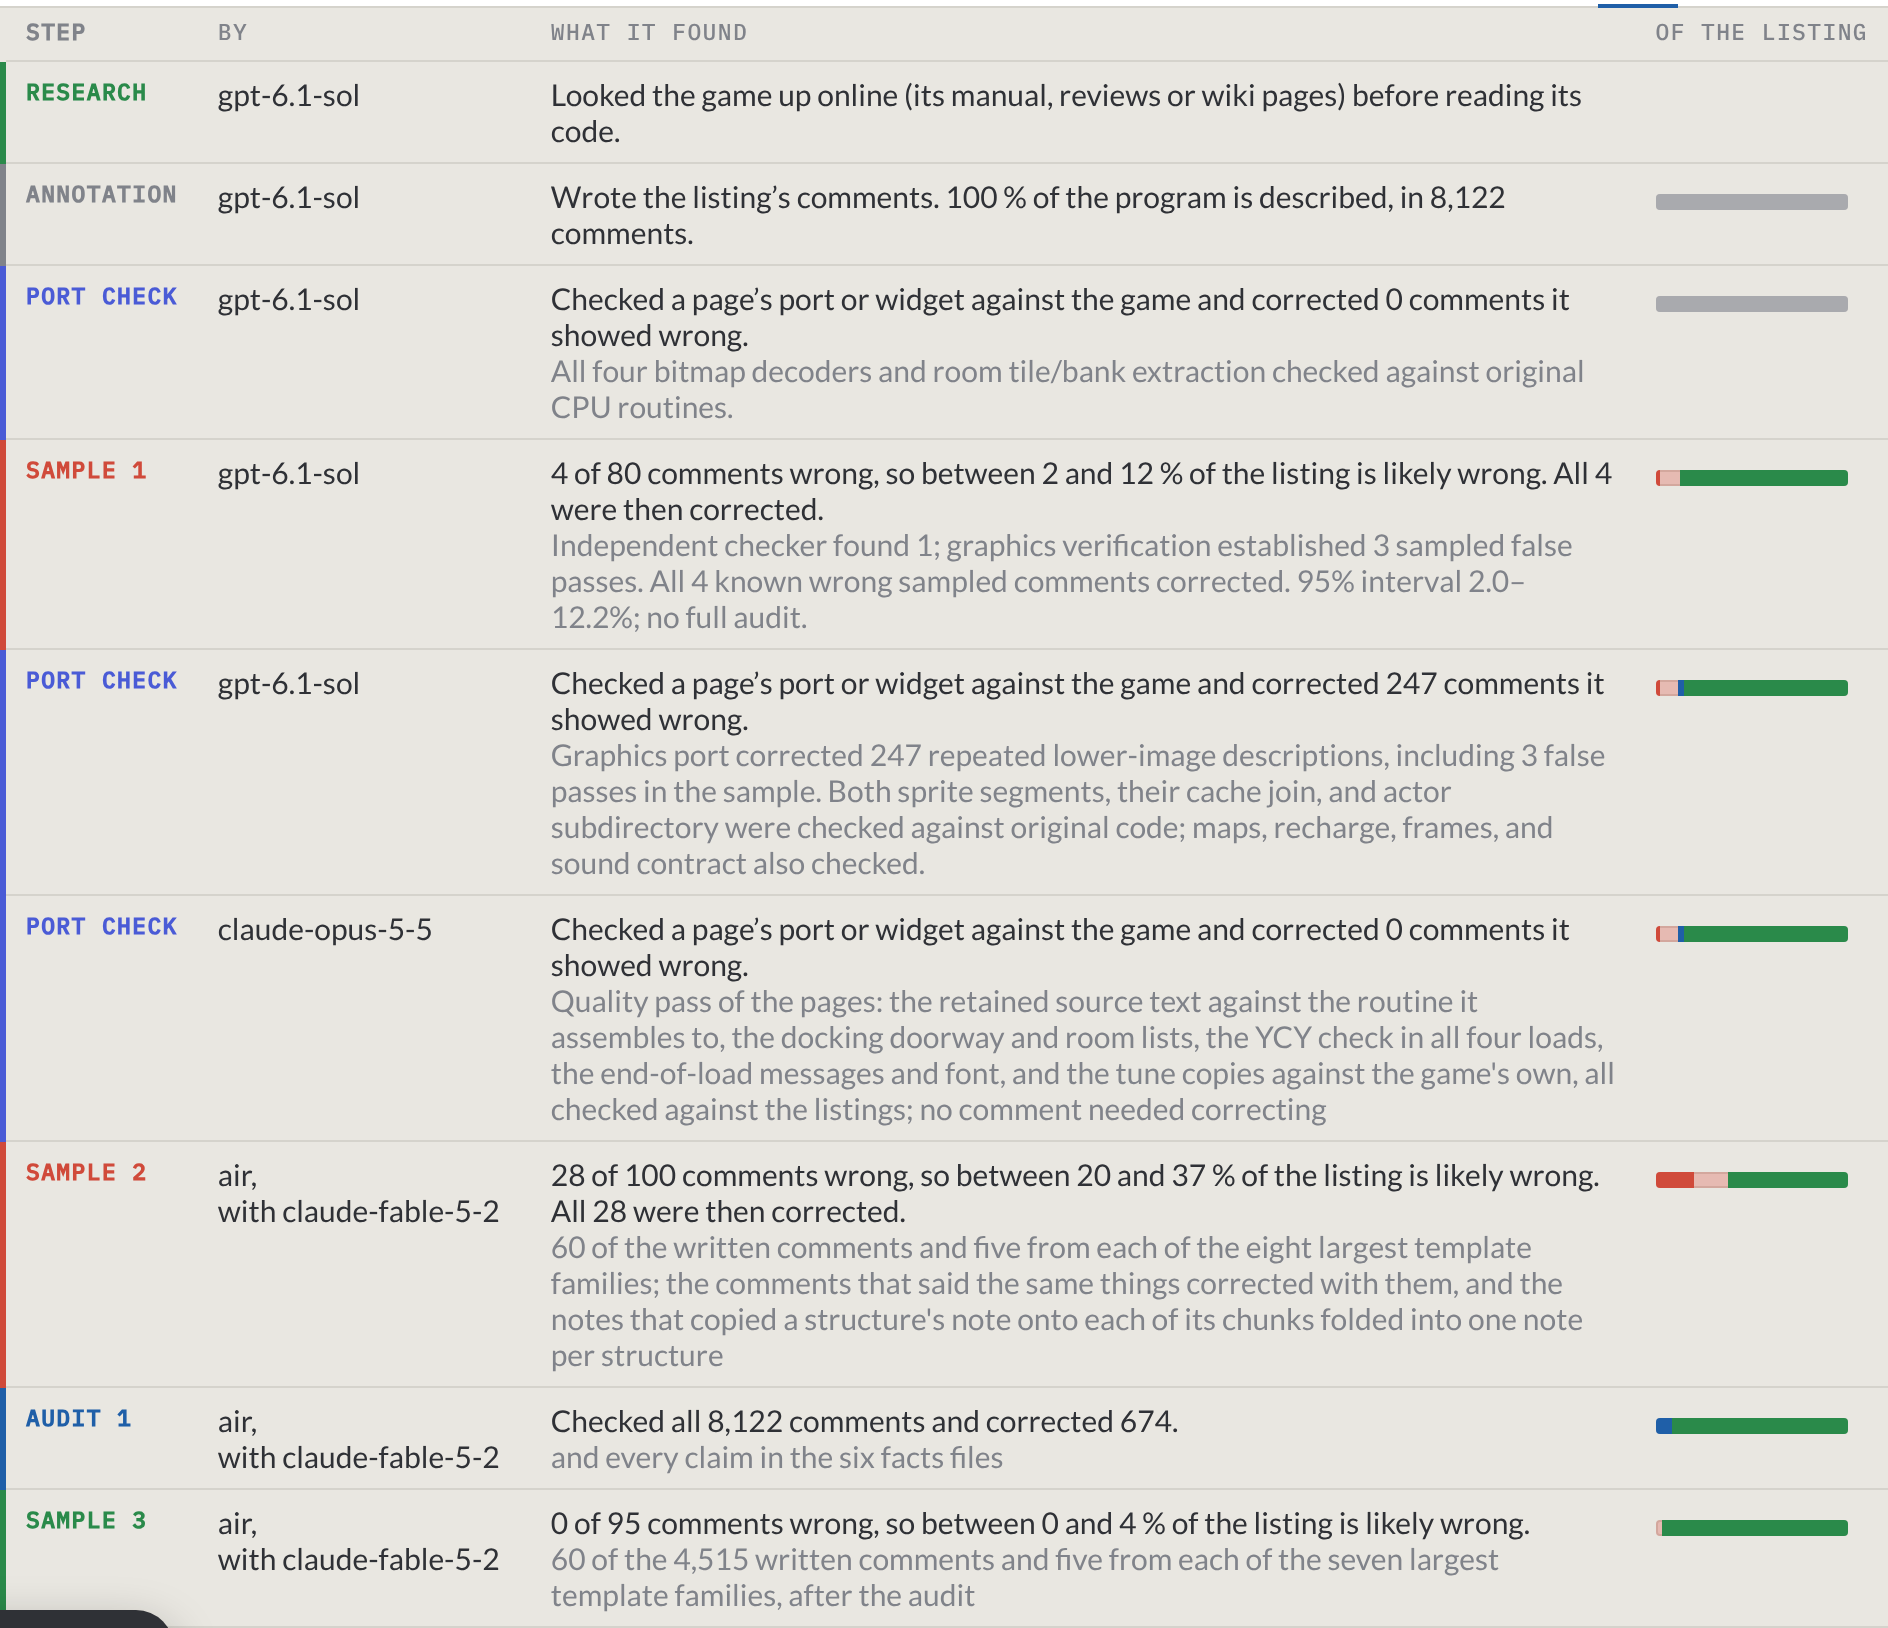 STEP BY WHAT IT FOUND OF THE LISTING
RESEARCH gpt-6.1-sol Looked the game up online (its manual, reviews or wiki pages) before reading its
code.
ANNOTATION gpt-6.1-sol Wrote the listing’s comments. 100 % of the program is described, in 8,122
comments.
PORT CHECK gpt-6.1-sol Checked a page’s port or widget against the game and corrected 0 comments it
showed wrong.
All four bitmap decoders and room tile/bank extraction checked against original
CPU routines.
SAMPLE 1 gpt-6.1-sol 4 of 80 comments wrong, so between 2 and 12 % of the listing is likely wrong. All 4
were then corrected.
Independent checker found 1; graphics verification established 3 sampled false
passes. All 4 known wrong sampled comments corrected. 95% interval 2.0–
12.2%; no full audit.
PORT CHECK gpt-6.1-sol Checked a page’s port or widget against the game and corrected 247 comments it
showed wrong.
Graphics port corrected 247 repeated lower-image descriptions, including 3 false
passes in the sample. Both sprite segments, their cache join, and actor
subdirectory were checked against original code; maps, recharge, frames, and
sound contract also checked.
PORT CHECK claude-opus-5-5 Checked a page’s port or widget against the game and corrected 0 comments it
showed wrong.
Quality pass of the pages: the retained source text against the routine it
assembles to, the docking doorway and room lists, the YCY check in all four loads,
the end-of-load messages and font, and the tune copies against the game's own, all
checked against the listings; no comment needed correcting
SAMPLE 2 air, 28 of 100 comments wrong, so between 20 and 37 % of the listing is likely wrong.
with claude-fable-5-2 All 28 were then corrected.
60 of the written comments and five from each of the eight largest template
families; the comments that said the same things corrected with them, and the
notes that copied a structure's note onto each of its chunks folded into one note
per structure
AUDIT 1 air, Checked all 8,122 comments and corrected 674.
with claude-fable-5-2 and every claim in the six facts files
SAMPLE 3 air, 0 of 95 comments wrong, so between 0 and 4 % of the listing is likely wrong.
with claude-fable-5-2 60 of the 4,515 written comments and five from each of the seven largest
template families, after the audit